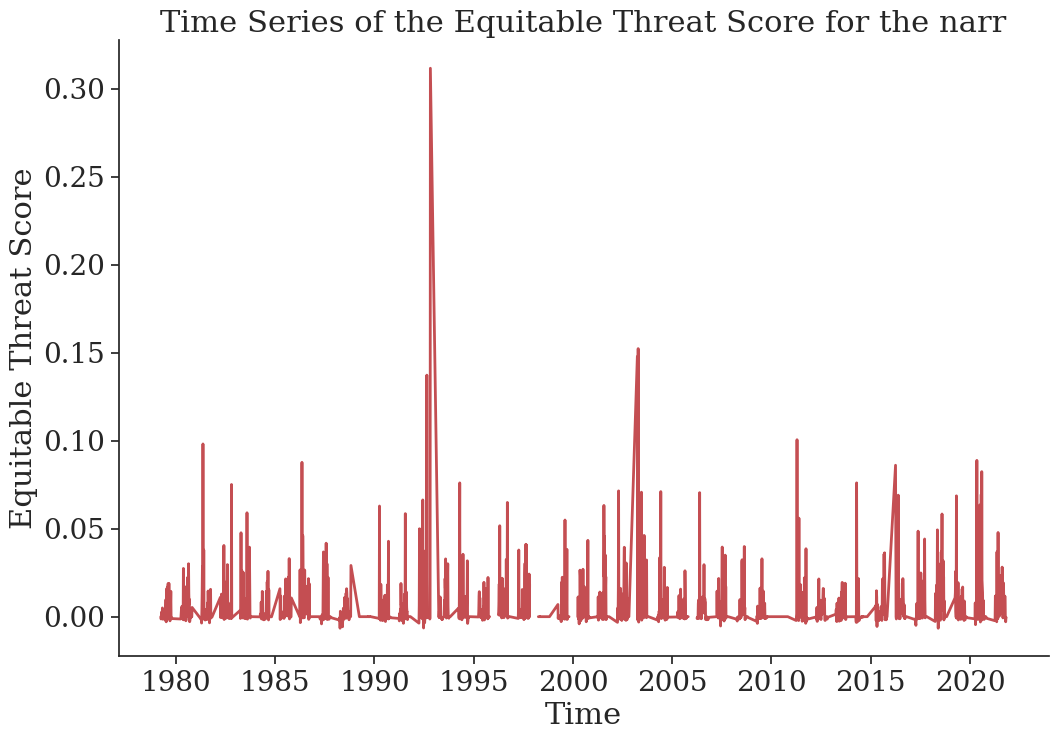 Time Series of the Equitable Threat Score for the narr
Equitable Threat Score
0.30
0.25
0.20
0.15
0.10
0.05
0.00
1980 1985 1990 1995 2000 2005 2010 2015 2020
Time